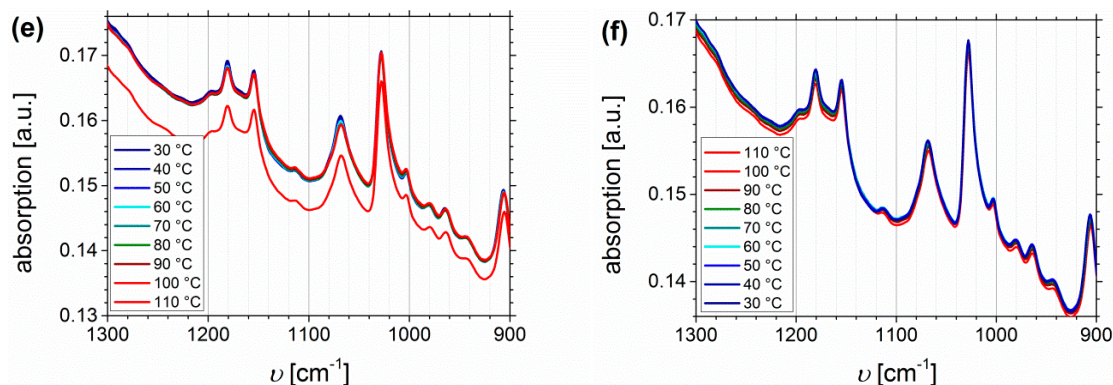 (e)
absorption [a.u.]
0.17
0.16
0.15
0.14
0.13
30 °C
40 °C
50 °C
60 °C
70 °C
80 °C
90 °C
100 °C
110 °C
1300 1200 1100 1000 900
υ [cm⁻¹]
(f)
absorption [a.u.]
0.17
0.16
0.15
0.14
110 °C
100 °C
90 °C
80 °C
70 °C
60 °C
50 °C
40 °C
30 °C
1300 1200 1100 1000 900
υ [cm⁻¹]